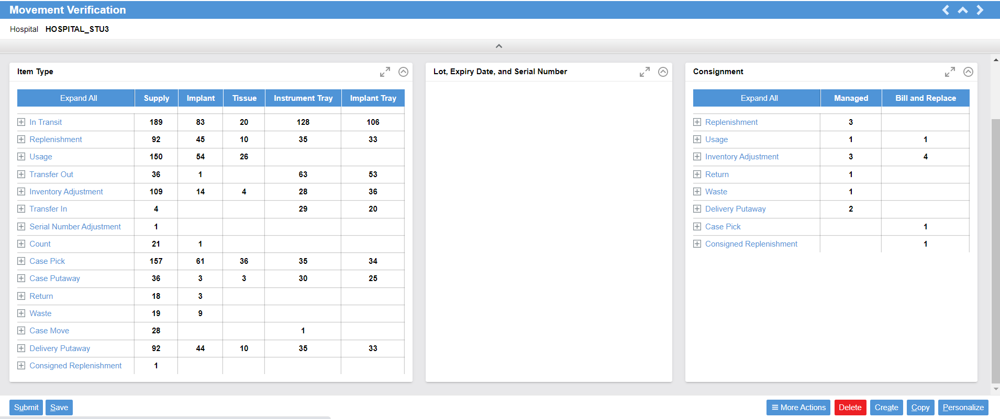 Movement Verification
Hospital HOSPITAL_STU3
Item Type
Expand All Supply Implant Tissue Instrument Tray Implant Tray
In Transit 189 83 20 128 106
Replenishment 92 45 10 35 33
Usage 150 54 26
Transfer Out 36 1 63 53
Inventory Adjustment 109 14 4 28 36
Transfer In 4 29 20
Serial Number Adjustment 1
Count 21 1
Case Pick 157 61 36 35 34
Case Putaway 36 3 3 30 25
Return 18 3
Waste 19 9
Case Move 28 1
Delivery Putaway 92 44 10 35 33
Consigned Replenishment 1
Lot, Expiry Date, and Serial Number
Consignment
Expand All Managed Bill and Replace
Replenishment 3
Usage 1 1
Inventory Adjustment 3 4
Return 1
Waste 1
Delivery Putaway 2
Case Pick 1
Consigned Replenishment 1
Submit Save More Actions Delete Create Copy Personalize